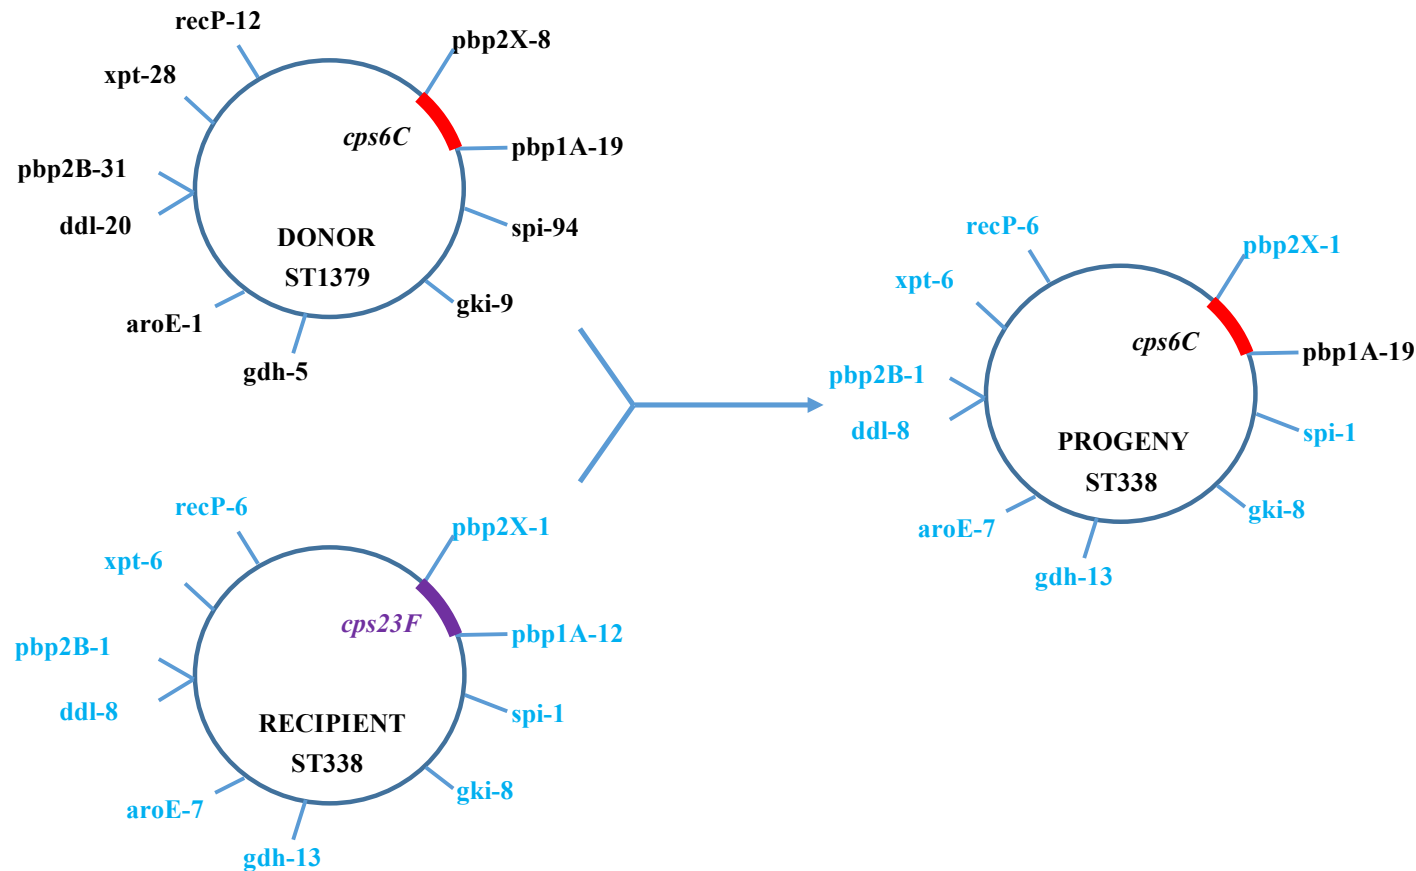 recP-12
pbp2X-8
xpt-28
cps6C
pbp1A-19
pbp2B-31
ddl-20
spi-94
DONOR
ST1379
gki-9
aroE-1
gdh-5
recP-6
pbp2X-1
xpt-6
cps23F
pbp1A-12
pbp2B-1
ddl-8
spi-1
RECIPIENT
ST338
gki-8
aroE-7
gdh-13
recP-6
pbp2X-1
xpt-6
cps6C
pbp1A-19
pbp2B-1
ddl-8
spi-1
PROGENY
ST338
gki-8
aroE-7
gdh-13